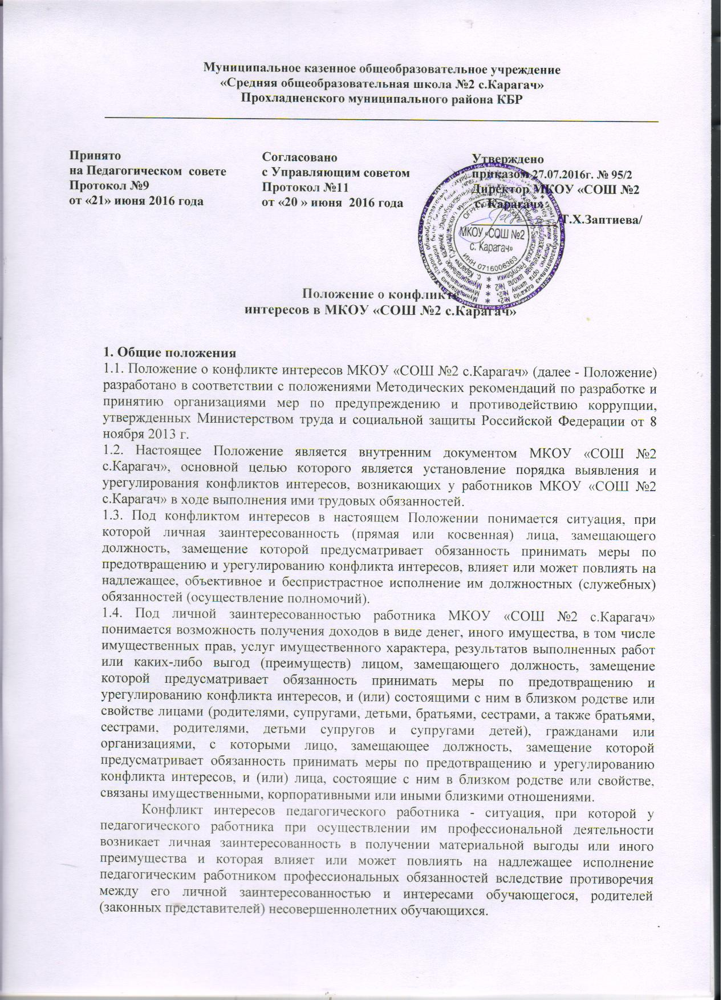 Муниципальное казенное общеобразовательное учреждение
«Средняя общеобразовательная школа №2 с.Карагач»
Прохладненского муниципального района КБР
Принято
на Педагогическом совете
Протокол №9
от «21» июня 2016 года
Согласовано
с Управляющим советом
Протокол №11
от «20 » июня 2016 года
Утверждено
приказом 27.07.2016г. № 95/2
Директор МКОУ «СОШ №2
с. Карагач»
Т.Х.Заптиева/
МКОУ «СОШ №2
с. Карагач»
ИНН 0716006363
Положение о конфликте
интересов в МКОУ «СОШ №2 с.Карагач»
1. Общие положения
1.1. Положение о конфликте интересов МКОУ «СОШ №2 с.Карагач» (далее - Положение)
разработано в соответствии с положениями Методических рекомендаций по разработке и
принятию организациями мер по предупреждению и противодействию коррупции,
утвержденных Министерством труда и социальной защиты Российской Федерации от 8
ноября 2013 г.
1.2. Настоящее Положение является внутренним документом МКОУ «СОШ №2
с.Карагач», основной целью которого является установление порядка выявления и
урегулирования конфликтов интересов, возникающих у работников МКОУ «СОШ №2
с.Карагач» в ходе выполнения ими трудовых обязанностей.
1.3. Под конфликтом интересов в настоящем Положении понимается ситуация, при
которой личная заинтересованность (прямая или косвенная) лица, замещающего
должность, замещение которой предусматривает обязанность принимать меры по
предотвращению и урегулированию конфликта интересов, влияет или может повлиять на
надлежащее, объективное и беспристрастное исполнение им должностных (служебных)
обязанностей (осуществление полномочий).
1.4. Под личной заинтересованностью работника МКОУ «СОШ №2 с.Карагач»
понимается возможность получения доходов в виде денег, иного имущества, в том числе
имущественных прав, услуг имущественного характера, результатов выполненных работ
или каких-либо выгод (преимуществ) лицом, замещающего должность, замещение
которой предусматривает обязанность принимать меры по предотвращению и
урегулированию конфликта интересов, и (или) состоящими с ним в близком родстве или
свойстве лицами (родителями, супругами, детьми, братьями, сестрами, а также братьями,
сестрами, родителями, детьми супругов и супругами детей), гражданами или
организациями, с которыми лицо, замещающее должность, замещение которой
предусматривает обязанность принимать меры по предотвращению и урегулированию
конфликта интересов, и (или) лица, состоящие с ним в близком родстве или свойстве,
связаны имущественными, корпоративными или иными близкими отношениями.
Конфликт интересов педагогического работника - ситуация, при которой у
педагогического работника при осуществлении им профессиональной деятельности
возникает личная заинтересованность в получении материальной выгоды или иного
преимущества и которая влияет или может повлиять на надлежащее исполнение
педагогическим работником профессиональных обязанностей вследствие противоречия
между его личной заинтересованностью и интересами обучающегося, родителей
(законных представителей) несовершеннолетних обучающихся.